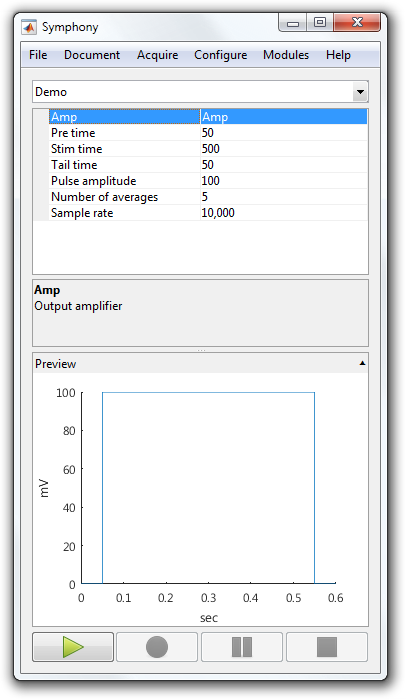 Symphony
File Document Acquire Configure Modules Help
Demo
Amp Amp
Pre time 50
Stim time 500
Tail time 50
Pulse amplitude 100
Number of averages 5
Sample rate 10,000
Amp
Output amplifier
Preview
100
80
60
40
20
0
mV
0 0.1 0.2 0.3 0.4 0.5 0.6
sec